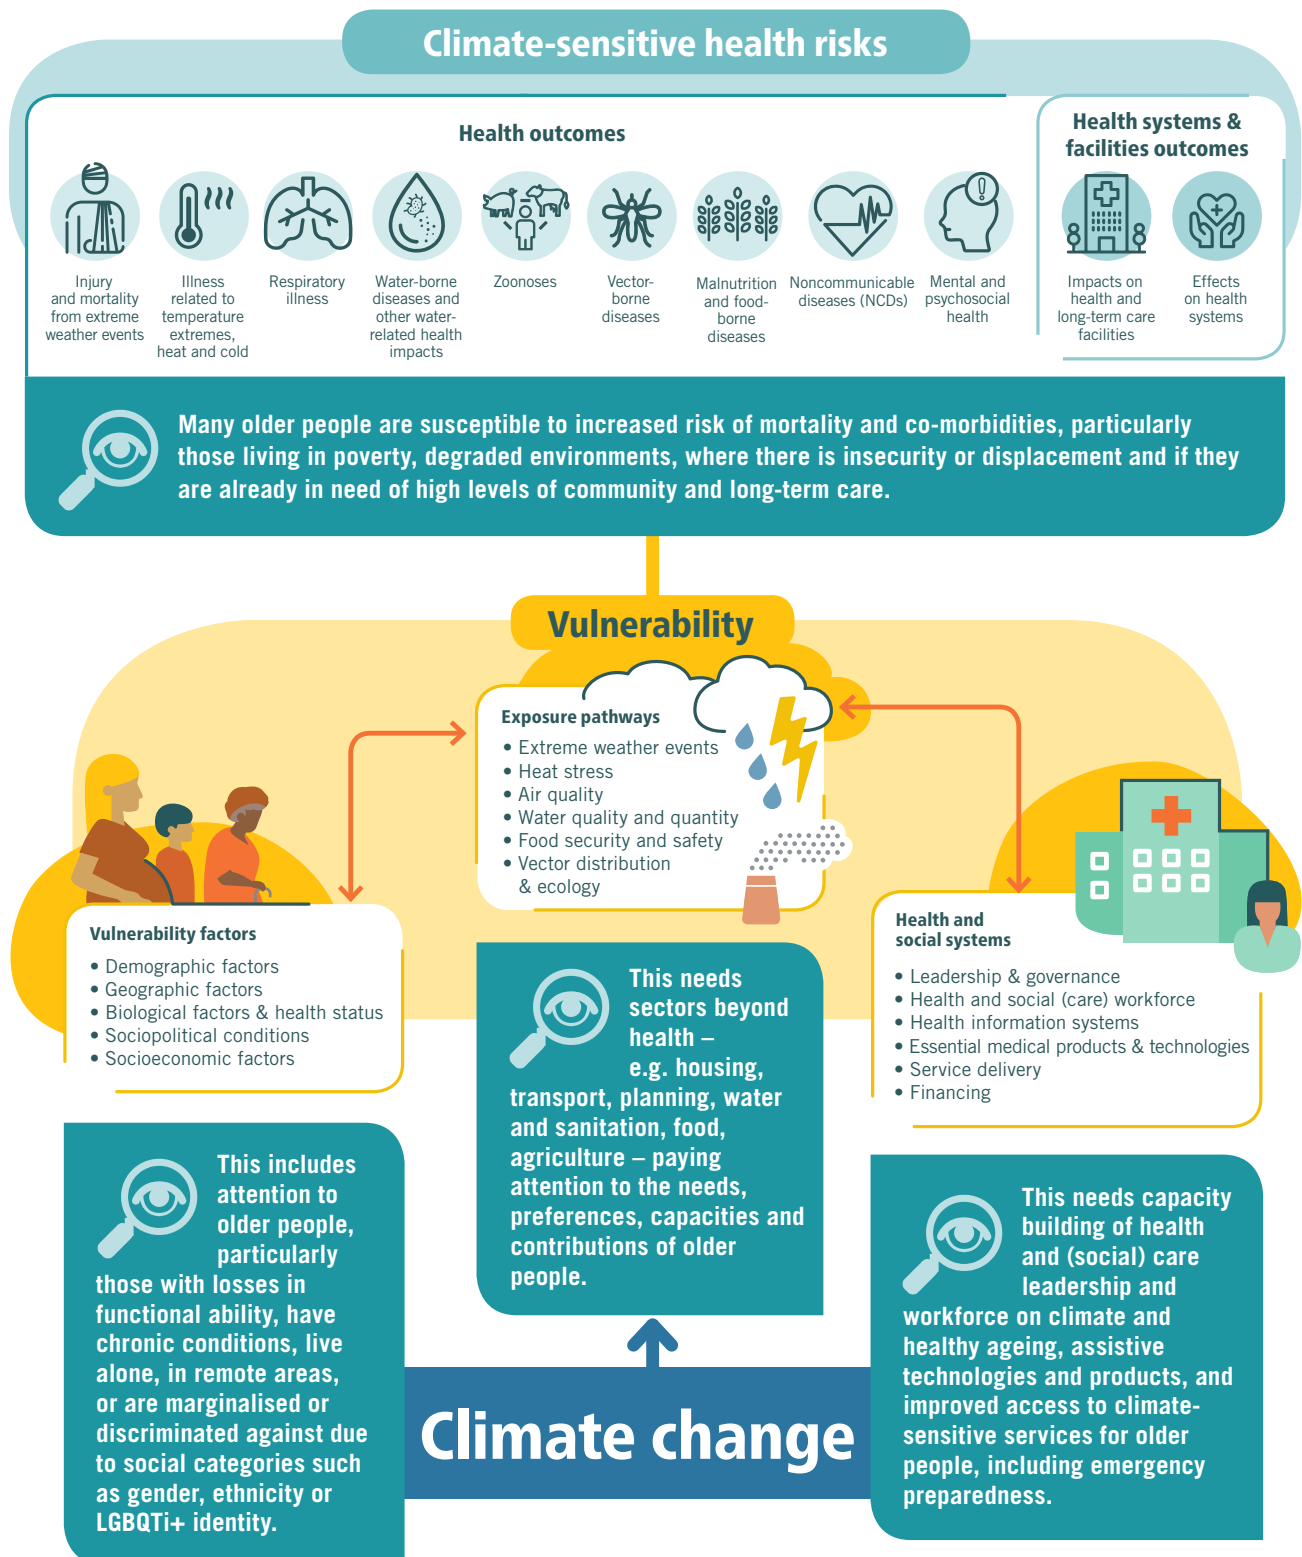 Climate-sensitive health risks
Health outcomes
Injury
and mortality
from extreme
weather events
Illness
related to
temperature
extremes,
heat and cold
Respiratory
illness
Water-borne
diseases and
other water-
related health
impacts
Zoonoses
Vector-
borne
diseases
Malnutrition
and food-
borne
diseases
Noncommunicable
diseases (NCDs)
Mental and
psychosocial
health
Health systems &
facilities outcomes
Impacts on
health and
long-term care
facilities
Effects
on health
systems
Many older people are susceptible to increased risk of mortality and co-morbidities, particularly
those living in poverty, degraded environments, where there is insecurity or displacement and if they
are already in need of high levels of community and long-term care.
Vulnerability
Exposure pathways
• Extreme weather events
• Heat stress
• Air quality
• Water quality and quantity
• Food security and safety
• Vector distribution
& ecology
Vulnerability factors
• Demographic factors
• Geographic factors
• Biological factors & health status
• Sociopolitical conditions
• Socioeconomic factors
Health and
social systems
• Leadership & governance
• Health and social (care) workforce
• Health information systems
• Essential medical products & technologies
• Service delivery
• Financing
This needs
sectors beyond
health –
e.g. housing,
transport, planning, water
and sanitation, food,
agriculture – paying
attention to the needs,
preferences, capacities and
contributions of older
people.
This includes
attention to
older people,
particularly
those with losses in
functional ability, have
chronic conditions, live
alone, in remote areas,
or are marginalised or
discriminated against due
to social categories such
as gender, ethnicity or
LGBQTi+ identity.
This needs capacity
building of health
and (social) care
leadership and
workforce on climate and
healthy ageing, assistive
technologies and products, and
improved access to climate-
sensitive services for older
people, including emergency
preparedness.
Climate change